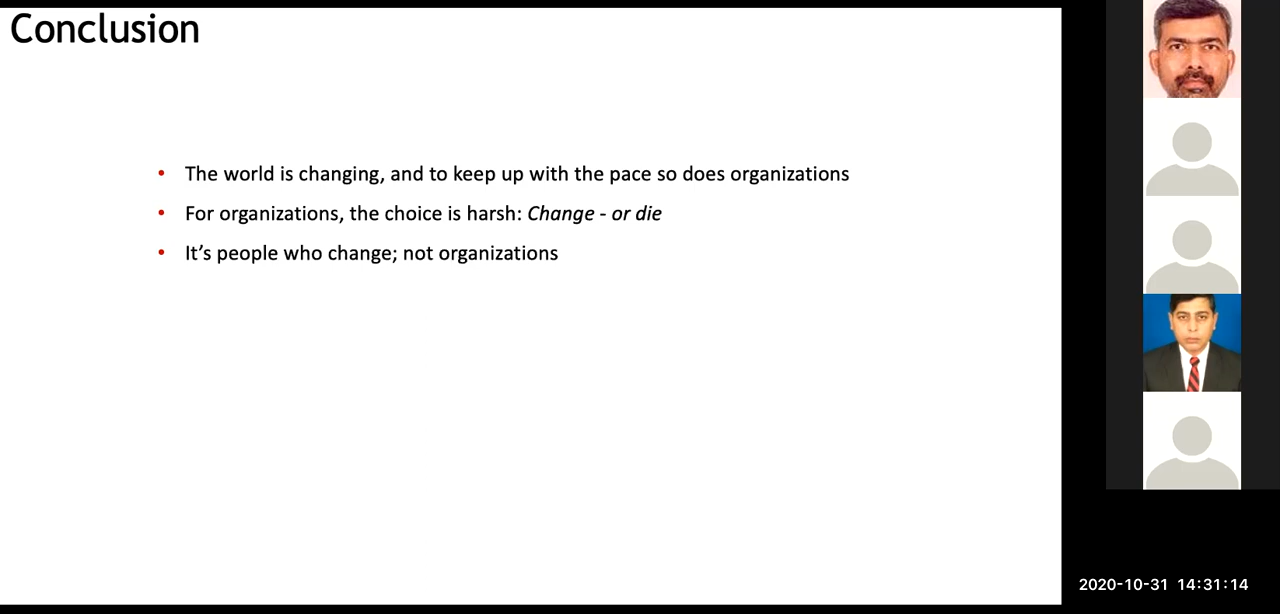 Conclusion
• The world is changing, and to keep up with the pace so does organizations
• For organizations, the choice is harsh: Change - or die
• It’s people who change; not organizations
2020-10-31 14:31:14